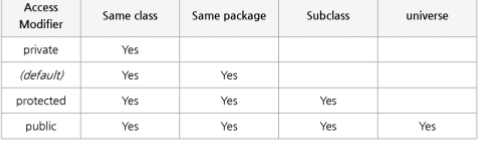 Access Modifier Same class Same package Subclass universe
private Yes
(default) Yes Yes
protected Yes Yes Yes
public Yes Yes Yes Yes